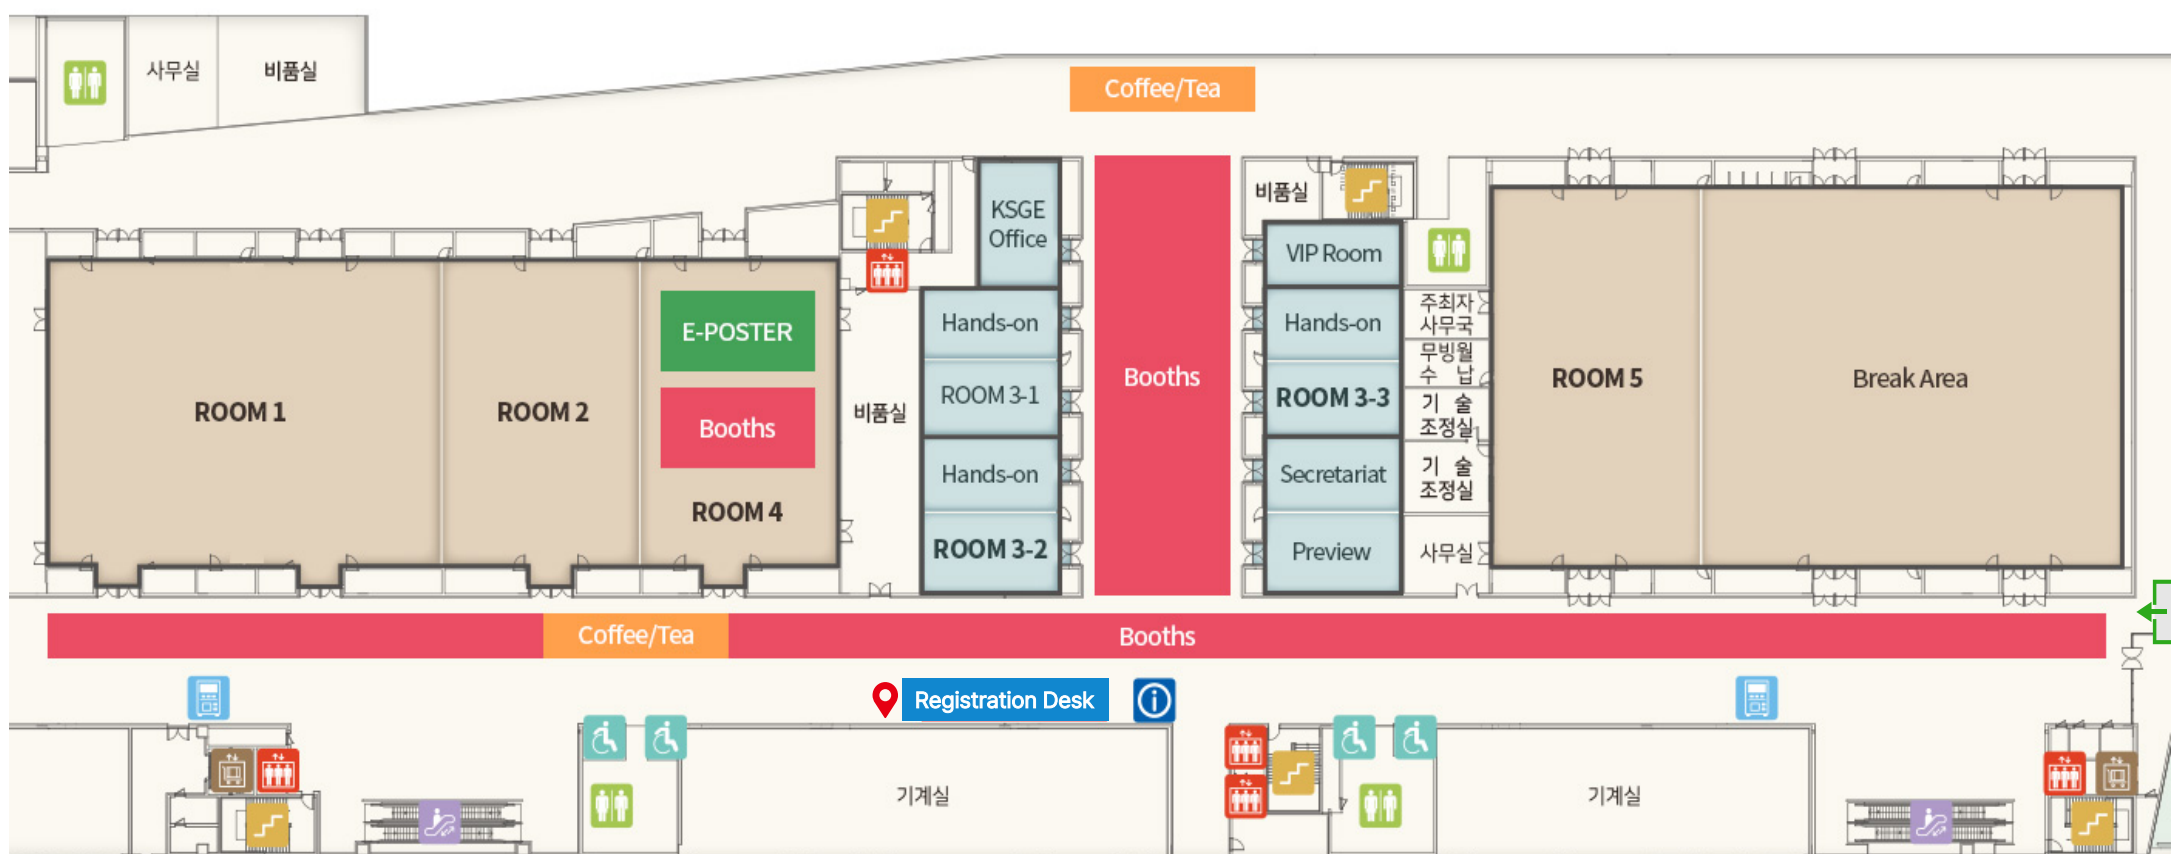 사무실
비품실
Coffee/Tea
KSGE
Office
비품실
VIP Room
E-POSTER
Booths
ROOM 1
ROOM 2
ROOM 4
비품실
Hands-on
ROOM 3-1
Hands-on
ROOM 3-2
Booths
Hands-on
ROOM 3-3
Secretariat
Preview
주최자
사무국
무빙월
수 납
기 술
조정실
기 술
조정실
사무실
ROOM 5
Break Area
Coffee/Tea
Booths
Registration Desk
기계실
기계실